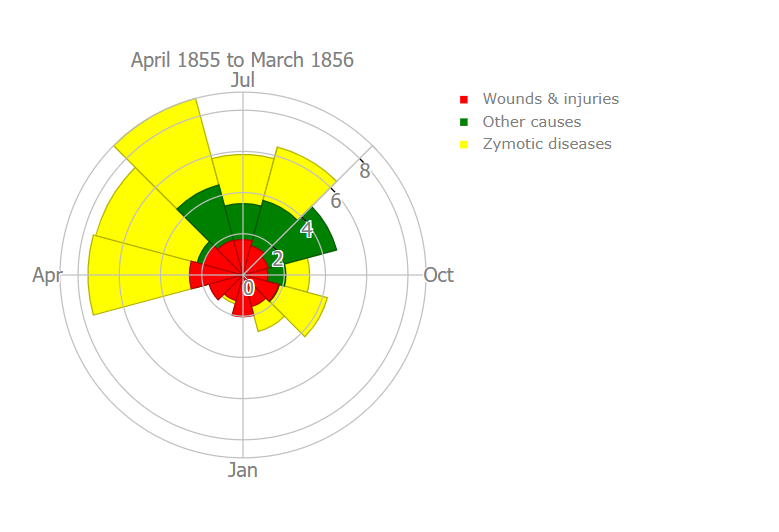 April 1855 to March 1856
Jul
Wounds & injuries
Other causes
Zymotic diseases
8
6
4
2
0
Apr
Oct
Jan